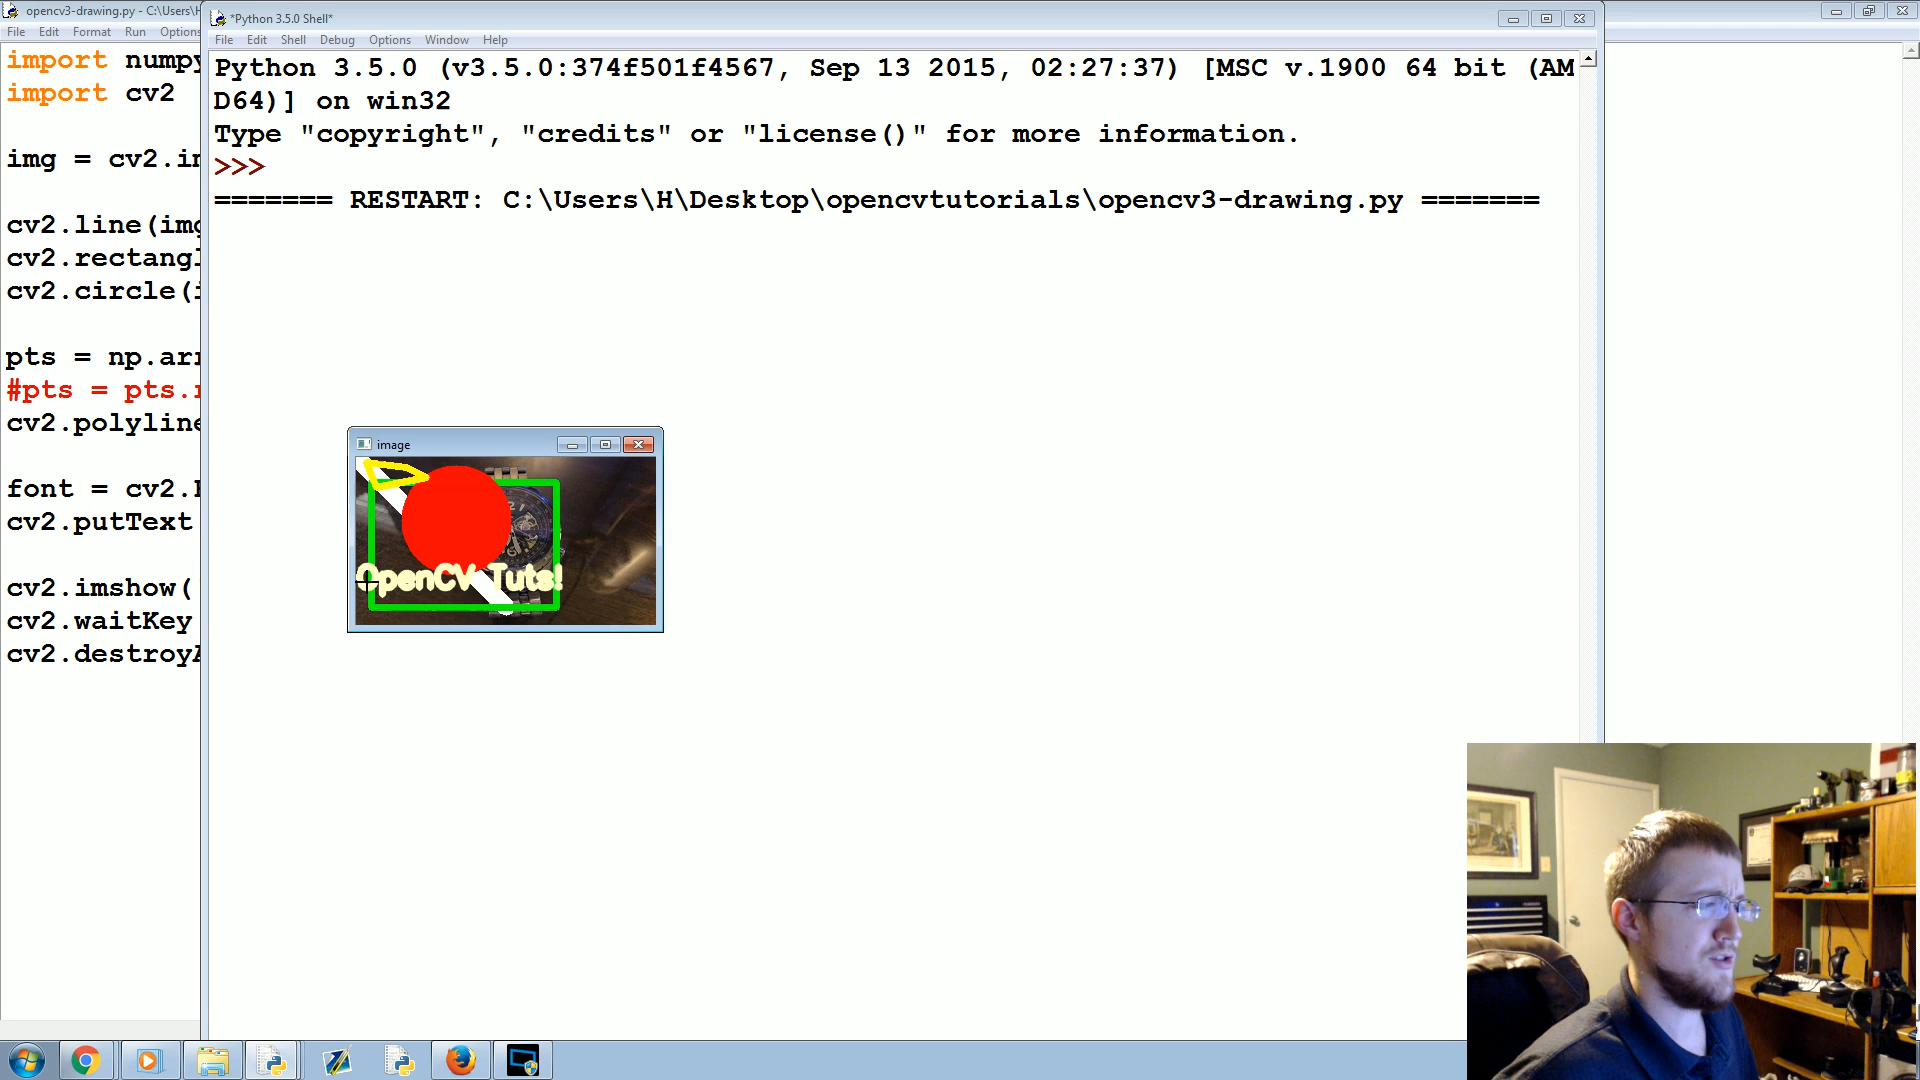 opencv3-drawing.py - C:\Users\H
File Edit Format Run Options
import numpy
import cv2
img = cv2.i
cv2.line(im
cv2.rectang
cv2.circle(
pts = np.ar
#pts = pts.
cv2.polyline
font = cv2.
cv2.putText
cv2.imshow(
cv2.waitKey
cv2.destroy
*Python 3.5.0 Shell*
File Edit Shell Debug Options Window Help
Python 3.5.0 (v3.5.0:374f501f4567, Sep 13 2015, 02:27:37) [MSC v.1900 64 bit (AM
D64)] on win32
Type "copyright", "credits" or "license()" for more information.
>>>
======= RESTART: C:\Users\H\Desktop\opencvtutorials\opencv3-drawing.py =======
image
OpenCV Tuts!